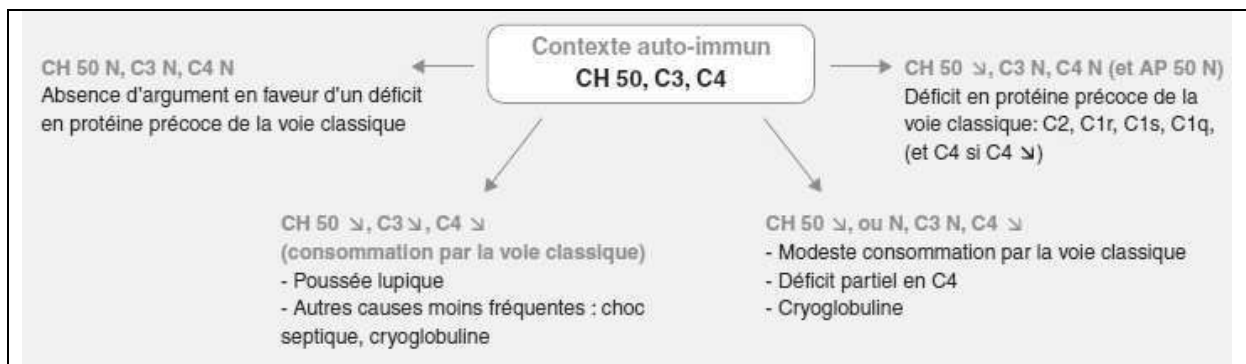 Contexte auto-immun
CH 50, C3, C4
CH 50 N, C3 N, C4 N
Absence d'argument en faveur d'un déficit
en protéine précoce de la voie classique
CH 50 ↘, C3 N, C4 N (et AP 50 N)
Déficit en protéine précoce de la
voie classique: C2, C1r, C1s, C1q,
(et C4 si C4 ↘)
CH 50 ↘, C3↘, C4 ↘
(consommation par la voie classique)
- Poussée lupique
- Autres causes moins fréquentes : choc
septique, cryoglobuline
CH 50 ↘, ou N, C3 N, C4 ↘
- Modeste consommation par la voie classique
- Déficit partiel en C4
- Cryoglobuline